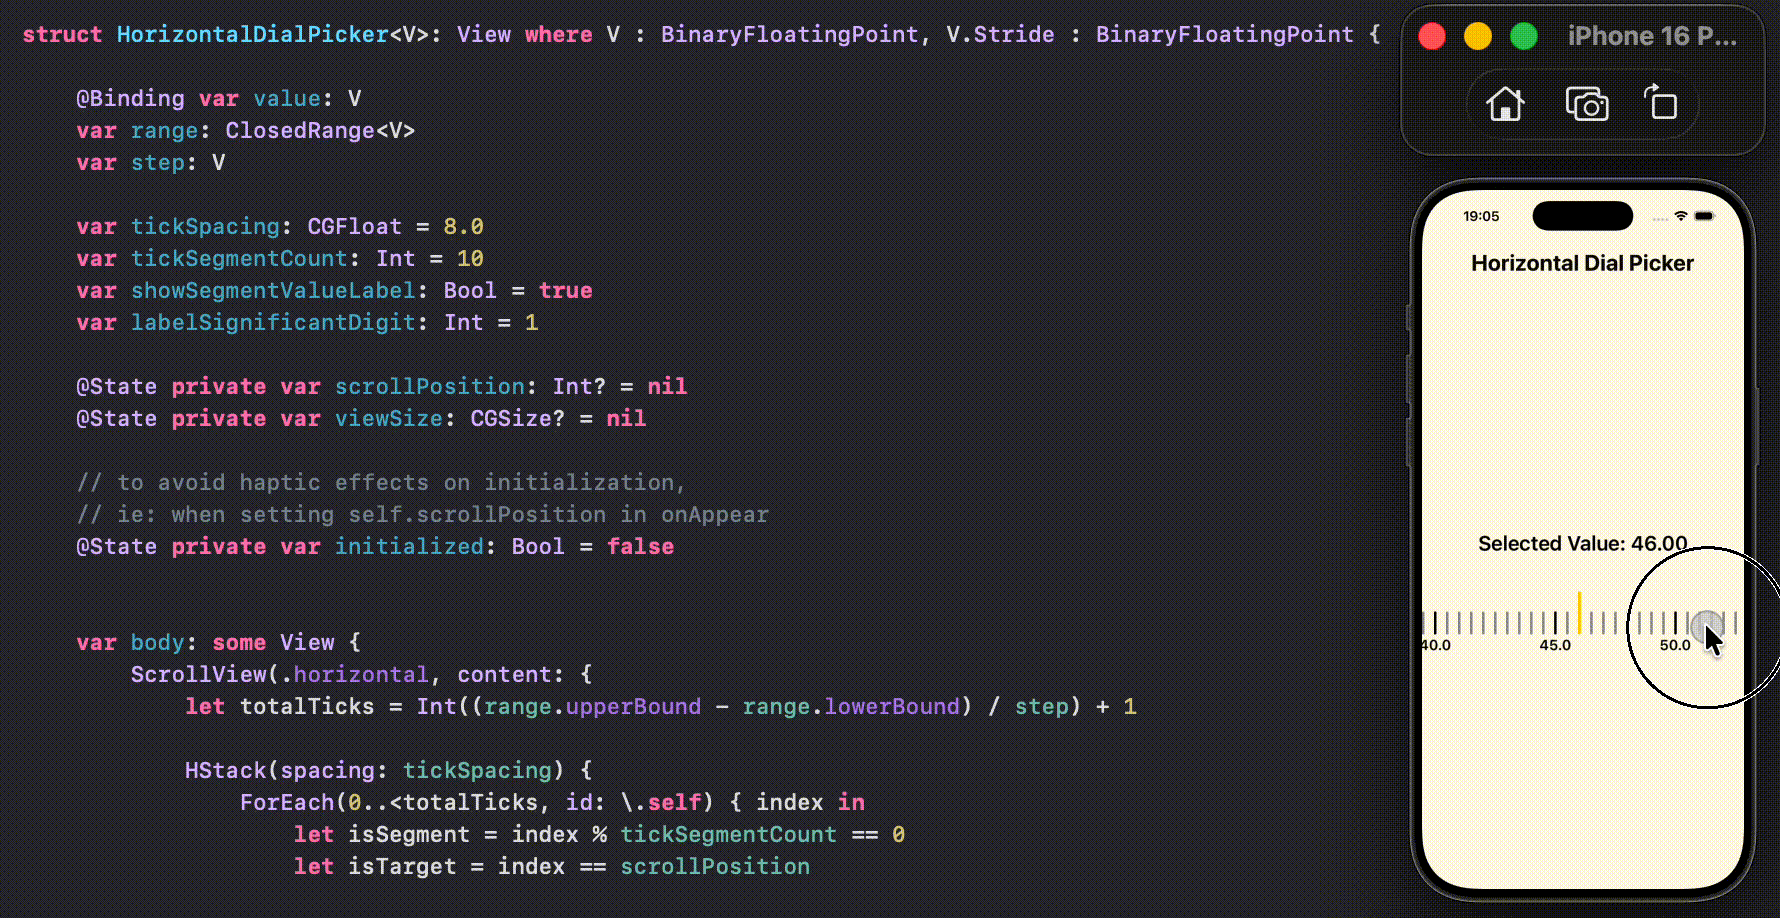 struct HorizontalDialPicker<V>: View where V : BinaryFloatingPoint, V.Stride : BinaryFloatingPoint {
@Binding var value: V
var range: ClosedRange<V>
var step: V
var tickSpacing: CGFloat = 8.0
var tickSegmentCount: Int = 10
var showSegmentValueLabel: Bool = true
var labelSignificantDigit: Int = 1
@State private var scrollPosition: Int? = nil
@State private var viewSize: CGSize? = nil
// to avoid haptic effects on initialization,
// ie: when setting self.scrollPosition in onAppear
@State private var initialized: Bool = false
var body: some View {
ScrollView(.horizontal, content: {
let totalTicks = Int((range.upperBound - range.lowerBound) / step) + 1
HStack(spacing: tickSpacing) {
ForEach(0..<totalTicks, id: \.self) { index in
let isSegment = index % tickSegmentCount == 0
let isTarget = index == scrollPosition
iPhone 16 P...
19:05
Horizontal Dial Picker
Selected Value: 46.00
40.0 45.0 50.0